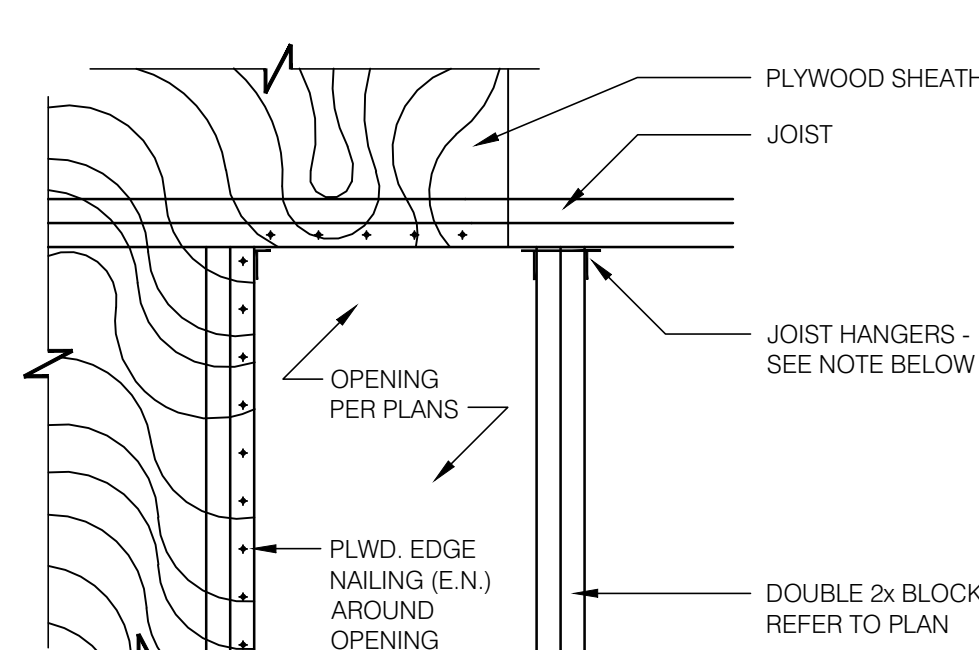 PLYWOOD SHEATH
JOIST
JOIST HANGERS -
SEE NOTE BELOW
OPENING
PER PLANS
PLWD. EDGE
NAILING (E.N.)
AROUND
OPENING
DOUBLE 2x BLOCK
REFER TO PLAN